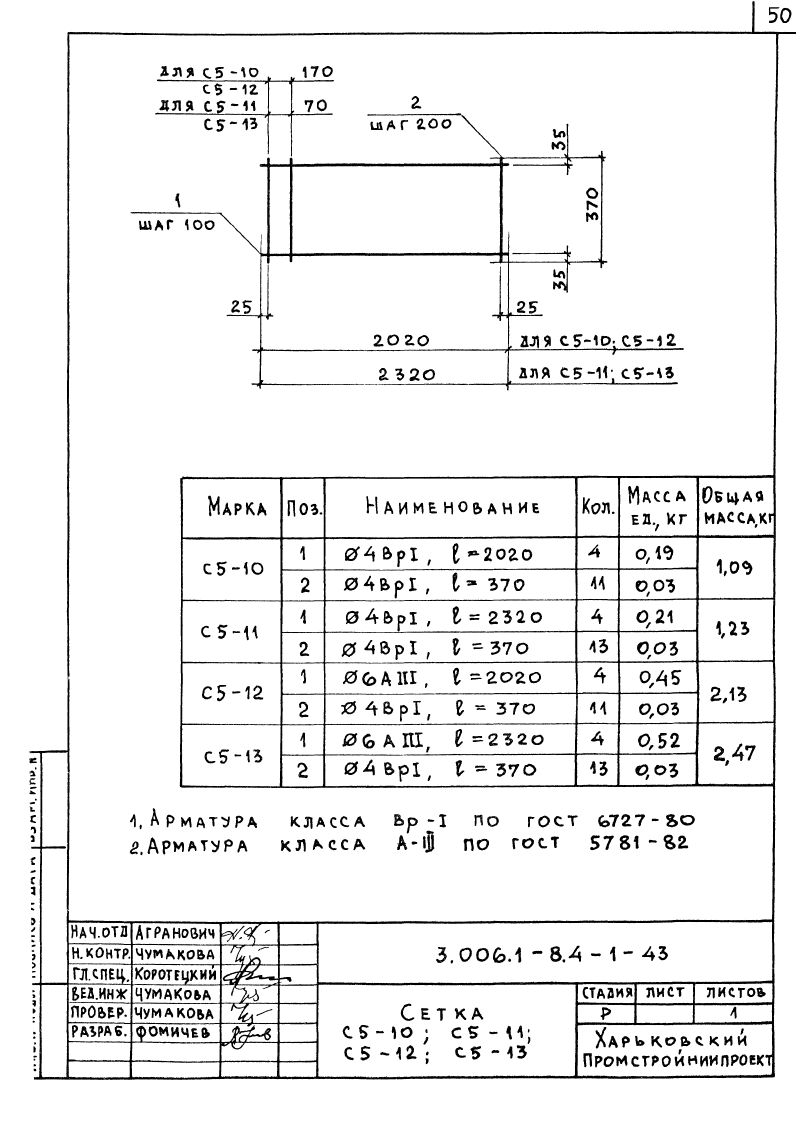 50
ДЛЯ С5-10 170
С5-12
ДЛЯ С5-11 70
С5-13
2
ШАГ 200
35
1
ШАГ 100
370
35
25 25
2020 ДЛЯ С5-10; С5-12
2320 ДЛЯ С5-11; С5-13
МАРКА ПОЗ. НАИМЕНОВАНИЕ КОЛ. МАССА ЕД., КГ ОБЩАЯ МАССА, КГ
С5-10 1 Ø4ВрI, ℓ=2020 4 0,19 1,09
2 Ø4ВрI, ℓ=370 11 0,03
С5-11 1 Ø4ВрI, ℓ=2320 4 0,21 1,23
2 Ø4ВрI, ℓ=370 13 0,03
С5-12 1 Ø6АIII, ℓ=2020 4 0,45 2,13
2 Ø4ВрI, ℓ=370 11 0,03
С5-13 1 Ø6АIII, ℓ=2320 4 0,52 2,47
2 Ø4ВрI, ℓ=370 13 0,03
1. АРМАТУРА КЛАССА Вр-I ПО ГОСТ 6727-80
2. АРМАТУРА КЛАССА А-III ПО ГОСТ 5781-82
НАЧ.ОТД АГРАНОВИЧ
Н.КОНТР. ЧУМАКОВА
ГЛ.СПЕЦ. КОРОТЕЦКИЙ
ВЕД.ИНЖ ЧУМАКОВА
ПРОВЕР. ЧУМАКОВА
РАЗРАБ. ФОМИЧЕВ
3.006.1-8.4-1-43
СЕТКА
С5-10; С5-11;
С5-12; С5-13
СТАДИЯ ЛИСТ ЛИСТОВ
Р 1
ХАРЬКОВСКИЙ
ПРОМСТРОЙНИИПРОЕКТ